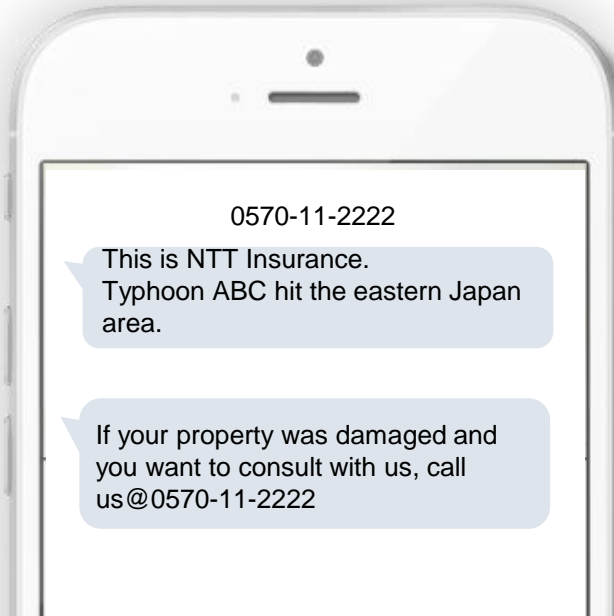 0570-11-2222
This is NTT Insurance.
Typhoon ABC hit the eastern Japan
area.
If your property was damaged and
you want to consult with us, call
us@0570-11-2222